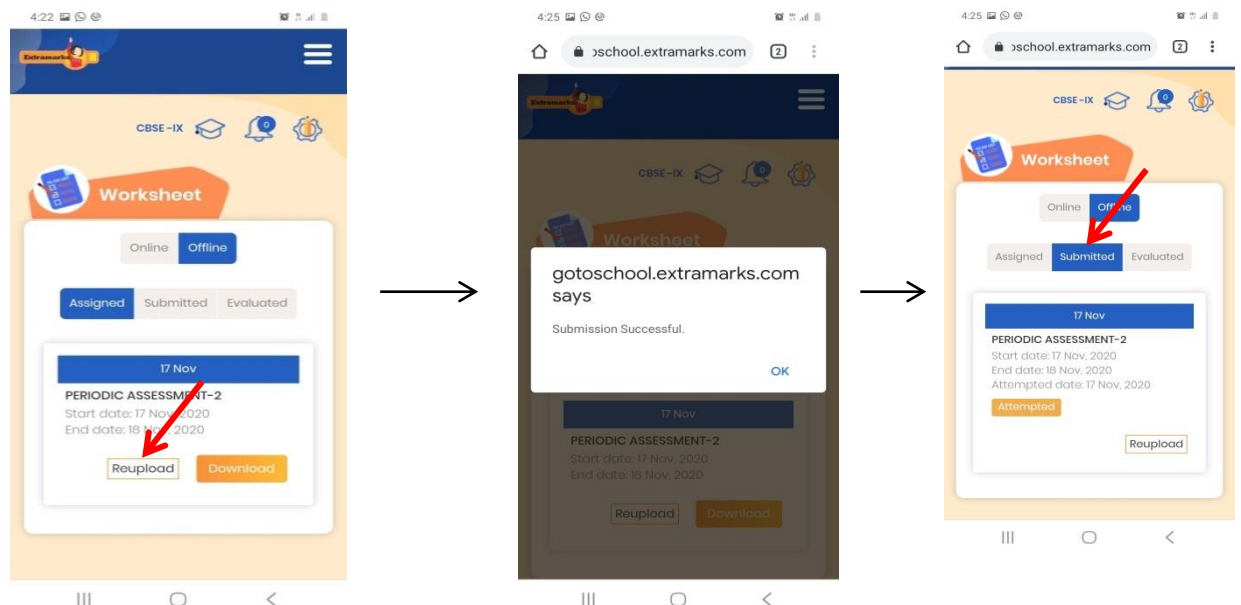 4:22
Extramarks
CBSE-IX
0
Worksheet
Online Offline
Assigned Submitted Evaluated
17 Nov
PERIODIC ASSESSMENT-2
Start date: 17 Nov, 2020
End date: 18 Nov, 2020
Reupload Download
4:25
oschool.extramarks.com 2
Extramarks
CBSE-IX
0
Worksheet
gotoschool.extramarks.com
says
Submission Successful.
OK
17 Nov
PERIODIC ASSESSMENT-2
Start date: 17 Nov, 2020
End date: 18 Nov, 2020
Reupload Download
4:25
oschool.extramarks.com 2
CBSE-IX
0
Worksheet
Online Offline
Assigned Submitted Evaluated
17 Nov
PERIODIC ASSESSMENT-2
Start date: 17 Nov, 2020
End date: 18 Nov, 2020
Attempted date: 17 Nov, 2020
Attempted
Reupload